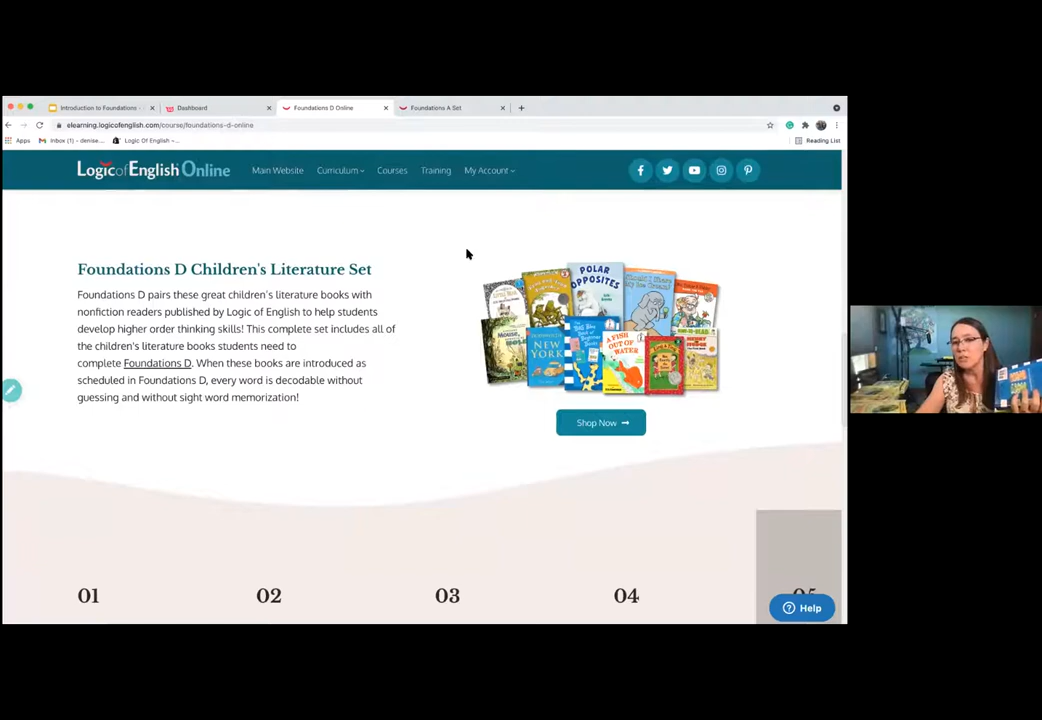 Introduction to Foundations -
Dashboard
Foundations D Online
Foundations A Set
elearning.logicofenglish.com/course/foundations-d-online
Apps
Inbox (1) - denise....
Logic Of English ~...
Reading List
LogicofEnglish Online
Main Website
Curriculum
Courses
Training
My Account
Foundations D Children's Literature Set
Foundations D pairs these great children's literature books with
nonfiction readers published by Logic of English to help students
develop higher order thinking skills! This complete set includes all of
the children's literature books students need to
complete Foundations D. When these books are introduced as
scheduled in Foundations D, every word is decodable without
guessing and without sight word memorization!
POLAR
OPPOSITES
NEW
YORK
A FISH
OUT OF
WATER
Shop Now
01
02
03
04
05
Help